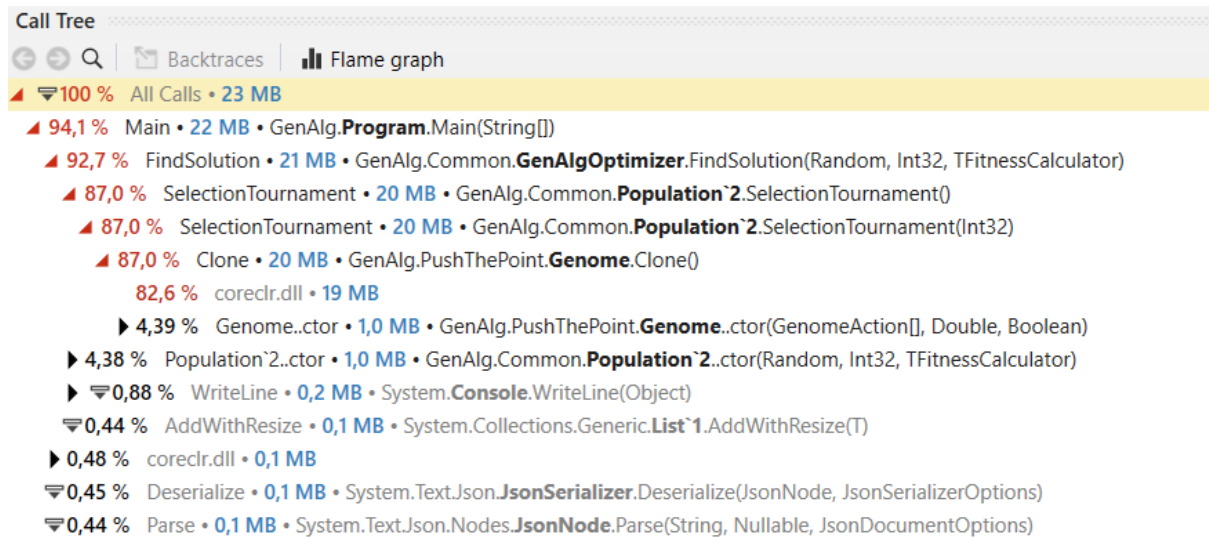 Call Tree
Backtraces Flame graph
100 % All Calls • 23 MB
94,1 % Main • 22 MB • GenAlg.Program.Main(String[])
92,7 % FindSolution • 21 MB • GenAlg.Common.GenAlgOptimizer.FindSolution(Random, Int32, TFitnessCalculator)
87,0 % SelectionTournament • 20 MB • GenAlg.Common.Population`2.SelectionTournament()
87,0 % SelectionTournament • 20 MB • GenAlg.Common.Population`2.SelectionTournament(Int32)
87,0 % Clone • 20 MB • GenAlg.PushThePoint.Genome.Clone()
82,6 % coreclr.dll • 19 MB
4,39 % Genome..ctor • 1,0 MB • GenAlg.PushThePoint.Genome..ctor(GenomeAction[], Double, Boolean)
4,38 % Population`2..ctor • 1,0 MB • GenAlg.Common.Population`2..ctor(Random, Int32, TFitnessCalculator)
0,88 % WriteLine • 0,2 MB • System.Console.WriteLine(Object)
0,44 % AddWithResize • 0,1 MB • System.Collections.Generic.List`1.AddWithResize(T)
0,48 % coreclr.dll • 0,1 MB
0,45 % Deserialize • 0,1 MB • System.Text.Json.JsonSerializer.Deserialize(JsonNode, JsonSerializerOptions)
0,44 % Parse • 0,1 MB • System.Text.Json.Nodes.JsonNode.Parse(String, Nullable, JsonDocumentOptions)